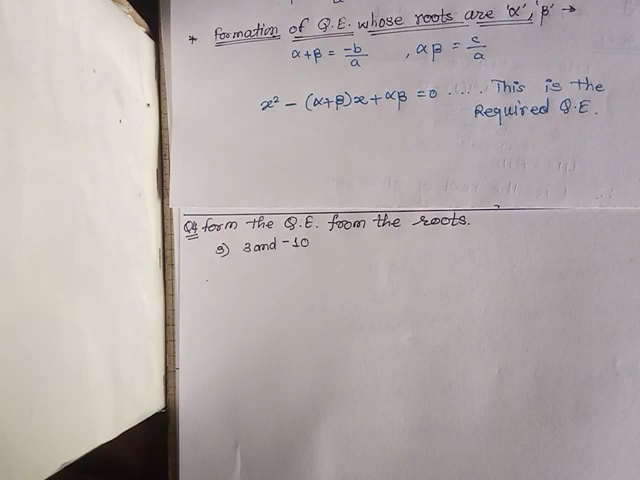 * Formation of Q.E. whose roots are 'α', 'β' →
α+β = -b/a , αβ = c/a
x² - (α+β)x + αβ = 0 ..... This is the
Required Q.E.
Q4 form the Q.E. from the roots.
9) 3 and -10